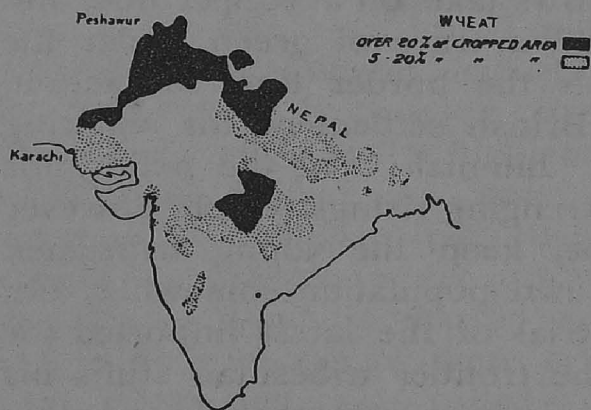 Peshawur
WHEAT
OVER 20% of CROPPED AREA
5-20% " " "
NEPAL
Karachi